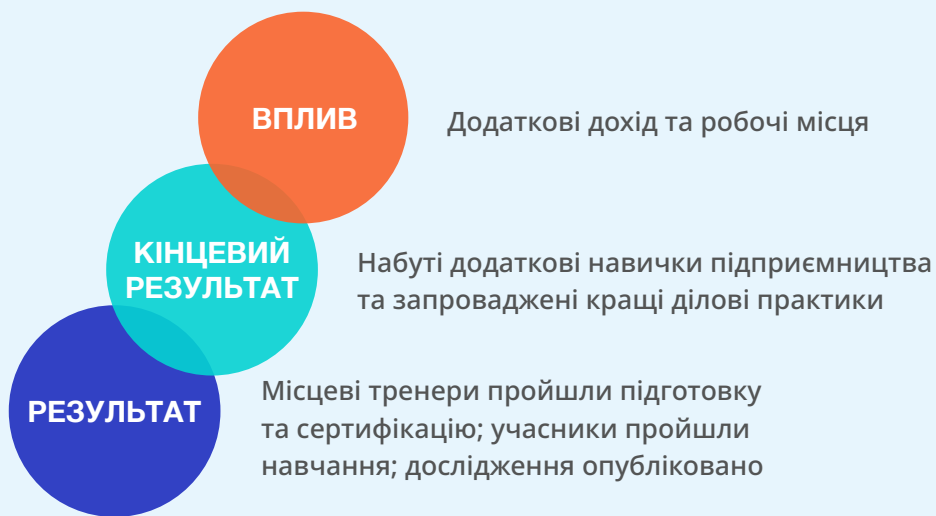 ВПЛИВ
Додаткові дохід та робочі місця
КІНЦЕВИЙ
РЕЗУЛЬТАТ
Набуті додаткові навички підприємництва
та запроваджені кращі ділові практики
РЕЗУЛЬТАТ
Місцеві тренери пройшли підготовку
та сертифікацію; учасники пройшли
навчання; дослідження опубліковано